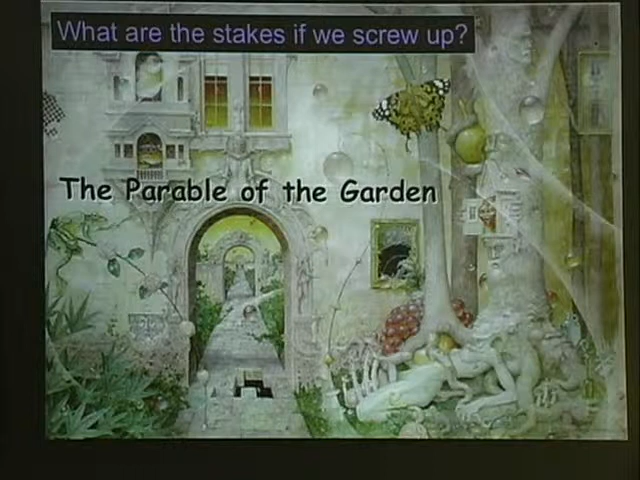 What are the stakes if we screw up?
The Parable of the Garden